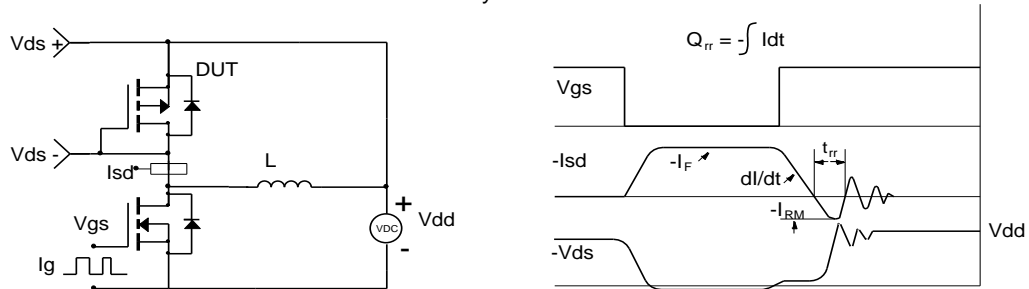 Vds +
DUT
Vds -
Isd
L
Vgs
Ig
+
VDC
-
Vdd
Qrr = -∫ Idt
Vgs
-Isd
-IF
dI/dt
trr
-IRM
Vdd
-Vds